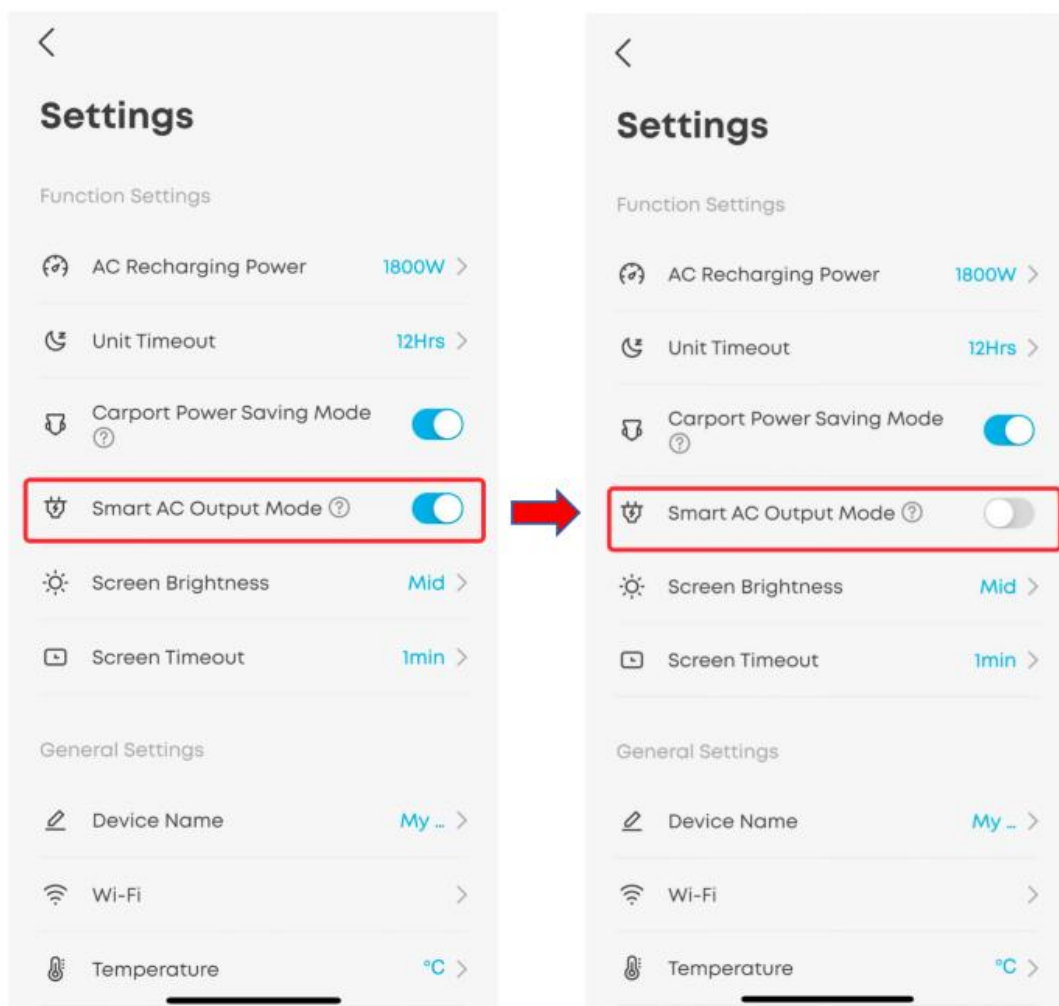 Settings
Function Settings
AC Recharging Power 1800W
Unit Timeout 12Hrs
Carport Power Saving Mode
Smart AC Output Mode
Screen Brightness Mid
Screen Timeout 1min
General Settings
Device Name My ...
Wi-Fi
Temperature °C
Settings
Function Settings
AC Recharging Power 1800W
Unit Timeout 12Hrs
Carport Power Saving Mode
Smart AC Output Mode
Screen Brightness Mid
Screen Timeout 1min
General Settings
Device Name My ...
Wi-Fi
Temperature °C